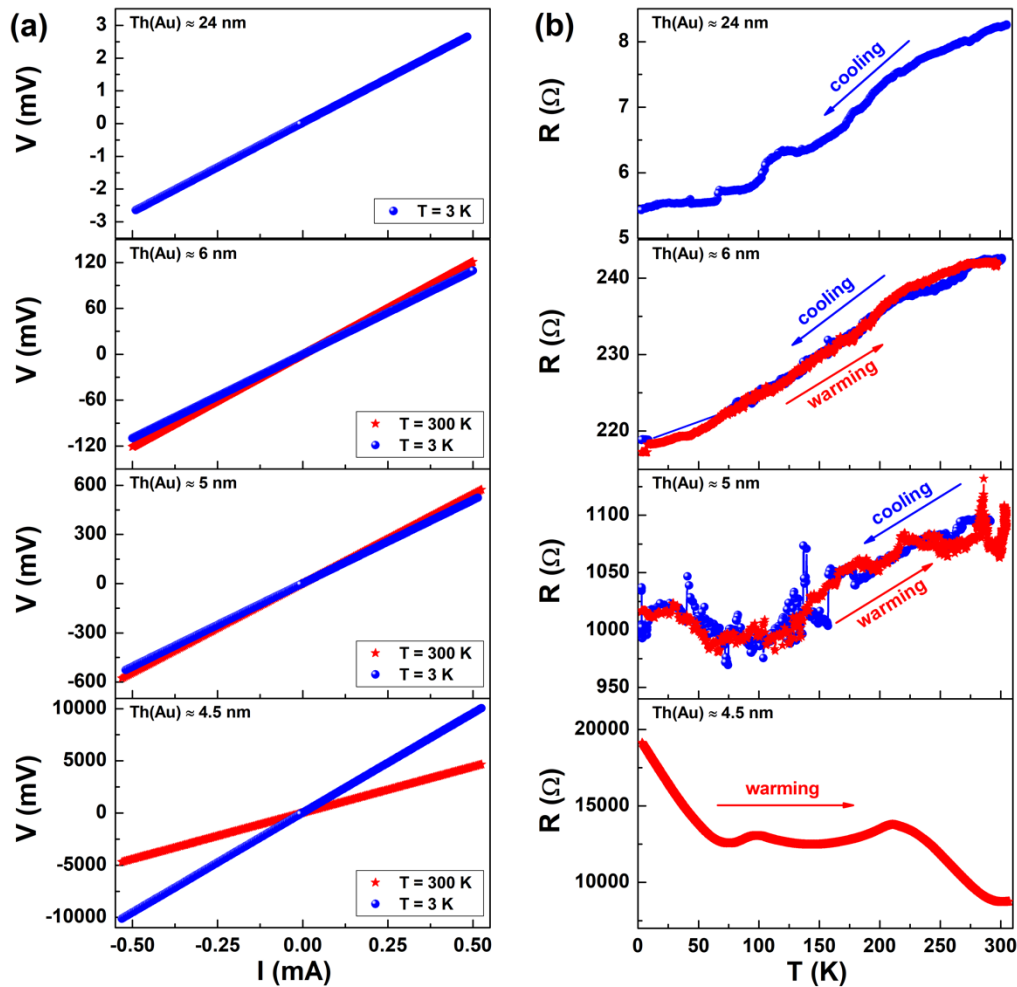 (a)
Th(Au) ≈ 24 nm
V (mV)
3
2
1
0
-1
-2
-3
T = 3 K
Th(Au) ≈ 6 nm
V (mV)
120
60
0
-60
-120
T = 300 K
T = 3 K
Th(Au) ≈ 5 nm
V (mV)
600
300
0
-300
-600
T = 300 K
T = 3 K
Th(Au) ≈ 4.5 nm
V (mV)
10000
5000
0
-5000
-10000
T = 300 K
T = 3 K
-0.50 -0.25 0.00 0.25 0.50
I (mA)
(b)
Th(Au) ≈ 24 nm
R (Ω)
8
7
6
5
cooling
Th(Au) ≈ 6 nm
R (Ω)
240
230
220
cooling
warming
Th(Au) ≈ 5 nm
R (Ω)
1100
1050
1000
950
cooling
warming
Th(Au) ≈ 4.5 nm
R (Ω)
20000
15000
10000
warming
0 50 100 150 200 250 300
T (K)